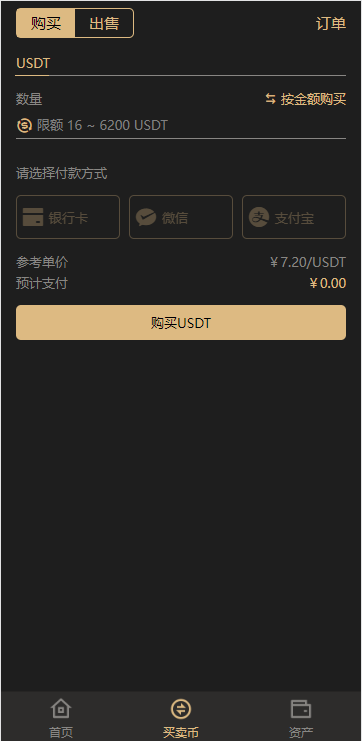 购买 出售 订单
USDT
数量 按金额购买
限额 16 ~ 6200 USDT
请选择付款方式
银行卡 微信 支付宝
参考单价 ￥7.20/USDT
预计支付 ￥0.00
购买USDT
首页 买卖币 资产